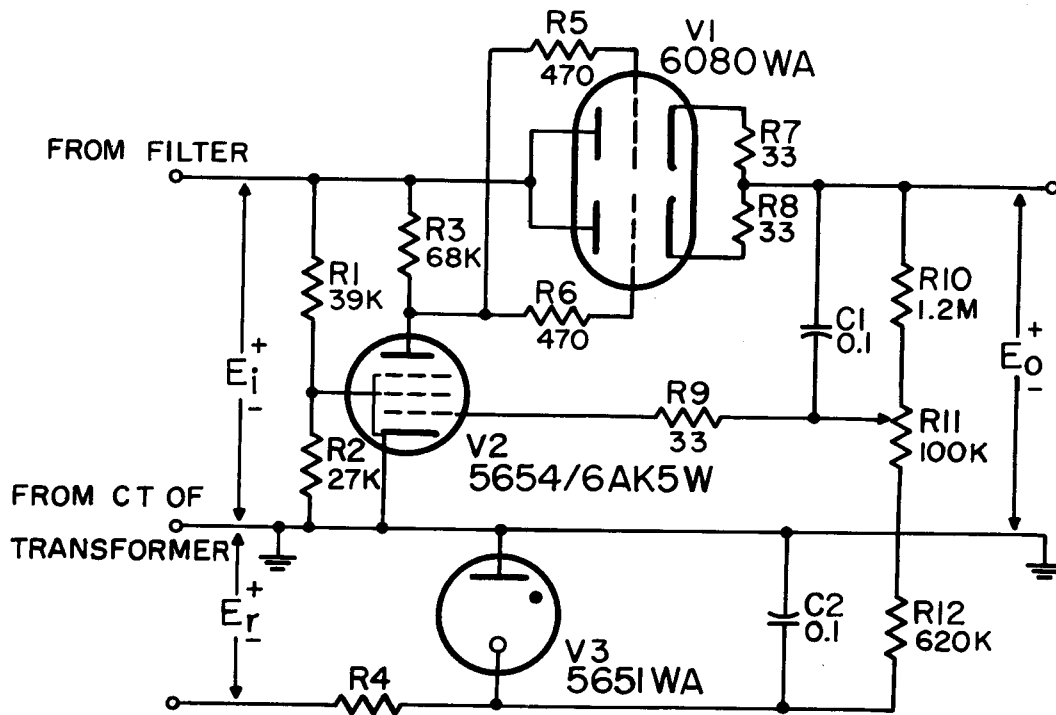 R5
470
V1
6080WA
FROM FILTER
R7
33
R8
33
R3
68K
R1
39K
R6
470
R10
1.2M
C1
0.1
Ei
+
-
Eo
+
-
R9
33
R11
100K
R2
27K
V2
5654/6AK5W
FROM CT OF
TRANSFORMER
Er
+
-
C2
0.1
R12
620K
V3
5651WA
R4